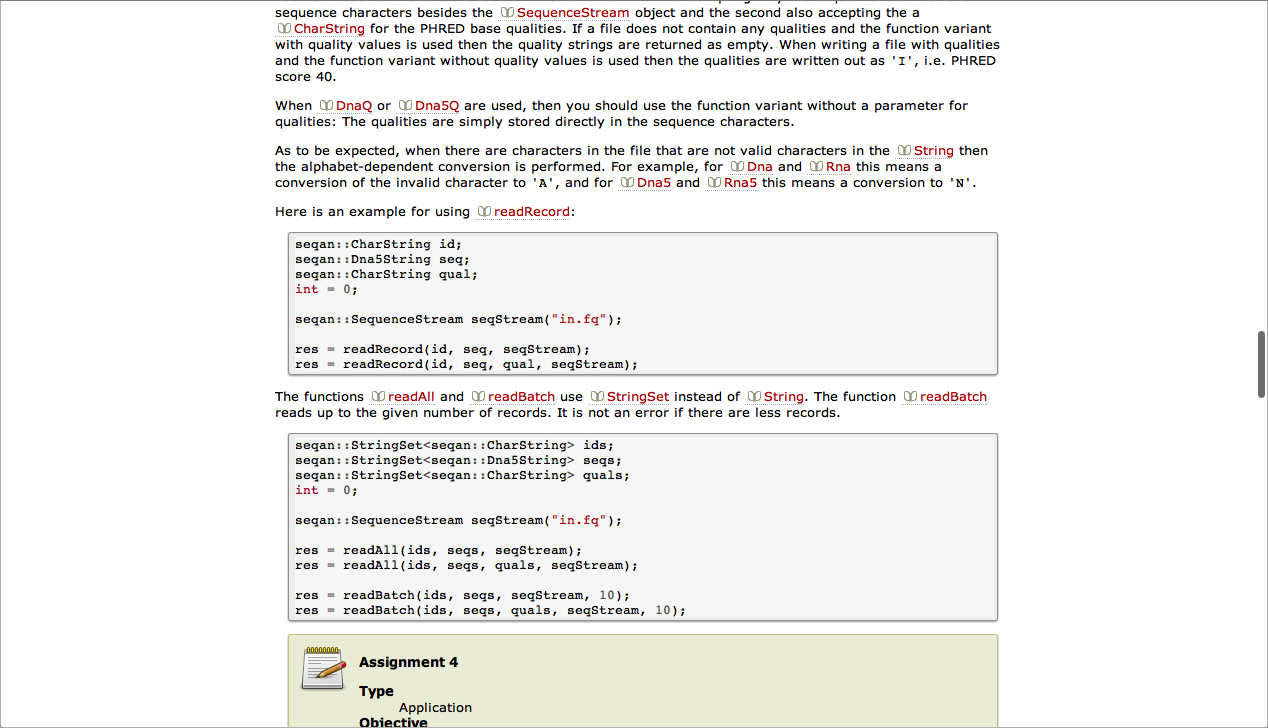 sequence characters besides the SequenceStream object and the second also accepting the a
CharString for the PHRED base qualities. If a file does not contain any qualities and the function variant
with quality values is used then the quality strings are returned as empty. When writing a file with qualities
and the function variant without quality values is used then the qualities are written out as 'I', i.e. PHRED
score 40.
When DnaQ or Dna5Q are used, then you should use the function variant without a parameter for
qualities: The qualities are simply stored directly in the sequence characters.
As to be expected, when there are characters in the file that are not valid characters in the String then
the alphabet-dependent conversion is performed. For example, for Dna and Rna this means a
conversion of the invalid character to 'A', and for Dna5 and Rna5 this means a conversion to 'N'.
Here is an example for using readRecord:
seqan::CharString id;
seqan::Dna5String seq;
seqan::CharString qual;
int = 0;
seqan::SequenceStream seqStream("in.fq");
res = readRecord(id, seq, seqStream);
res = readRecord(id, seq, qual, seqStream);
The functions readAll and readBatch use StringSet instead of String. The function readBatch
reads up to the given number of records. It is not an error if there are less records.
seqan::StringSet<seqan::CharString> ids;
seqan::StringSet<seqan::Dna5String> seqs;
seqan::StringSet<seqan::CharString> quals;
int = 0;
seqan::SequenceStream seqStream("in.fq");
res = readAll(ids, seqs, seqStream);
res = readAll(ids, seqs, quals, seqStream);
res = readBatch(ids, seqs, seqStream, 10);
res = readBatch(ids, seqs, quals, seqStream, 10);
Assignment 4
Type
Application
Objective